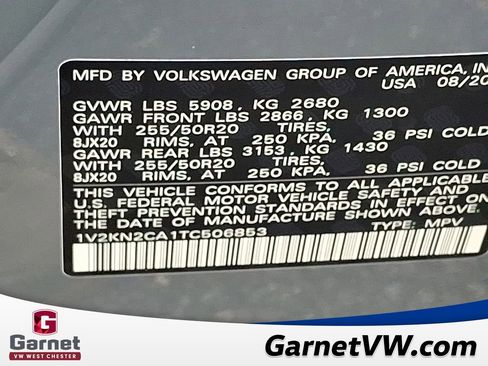 MFD BY VOLKSWAGEN GROUP OF AMERICA, IN
USA 08/20
GVWR LBS 5908, KG 2680
GAWR FRONT LBS 2866, KG 1300
WITH 255/50R20 TIRES,
8JX20 RIMS, AT 250 KPA, 36 PSI COLD
GAWR REAR LBS 3153, KG 1430
WITH 255/50R20 TIRES,
8JX20 RIMS, AT 250 KPA, 36 PSI COLD
THIS VEHICLE CONFORMS TO ALL APPLICABL
U.S. FEDERAL MOTOR VEHICLE SAFETY AND
THEFT PREVENTION STANDARDS IN EFFECT ON
THE DATE OF MANUFACTURE SHOWN ABOVE.
1V2KN2CA1TC506853 TYPE: MPV
G
Garnet
VW WEST CHESTER
GarnetVW.com